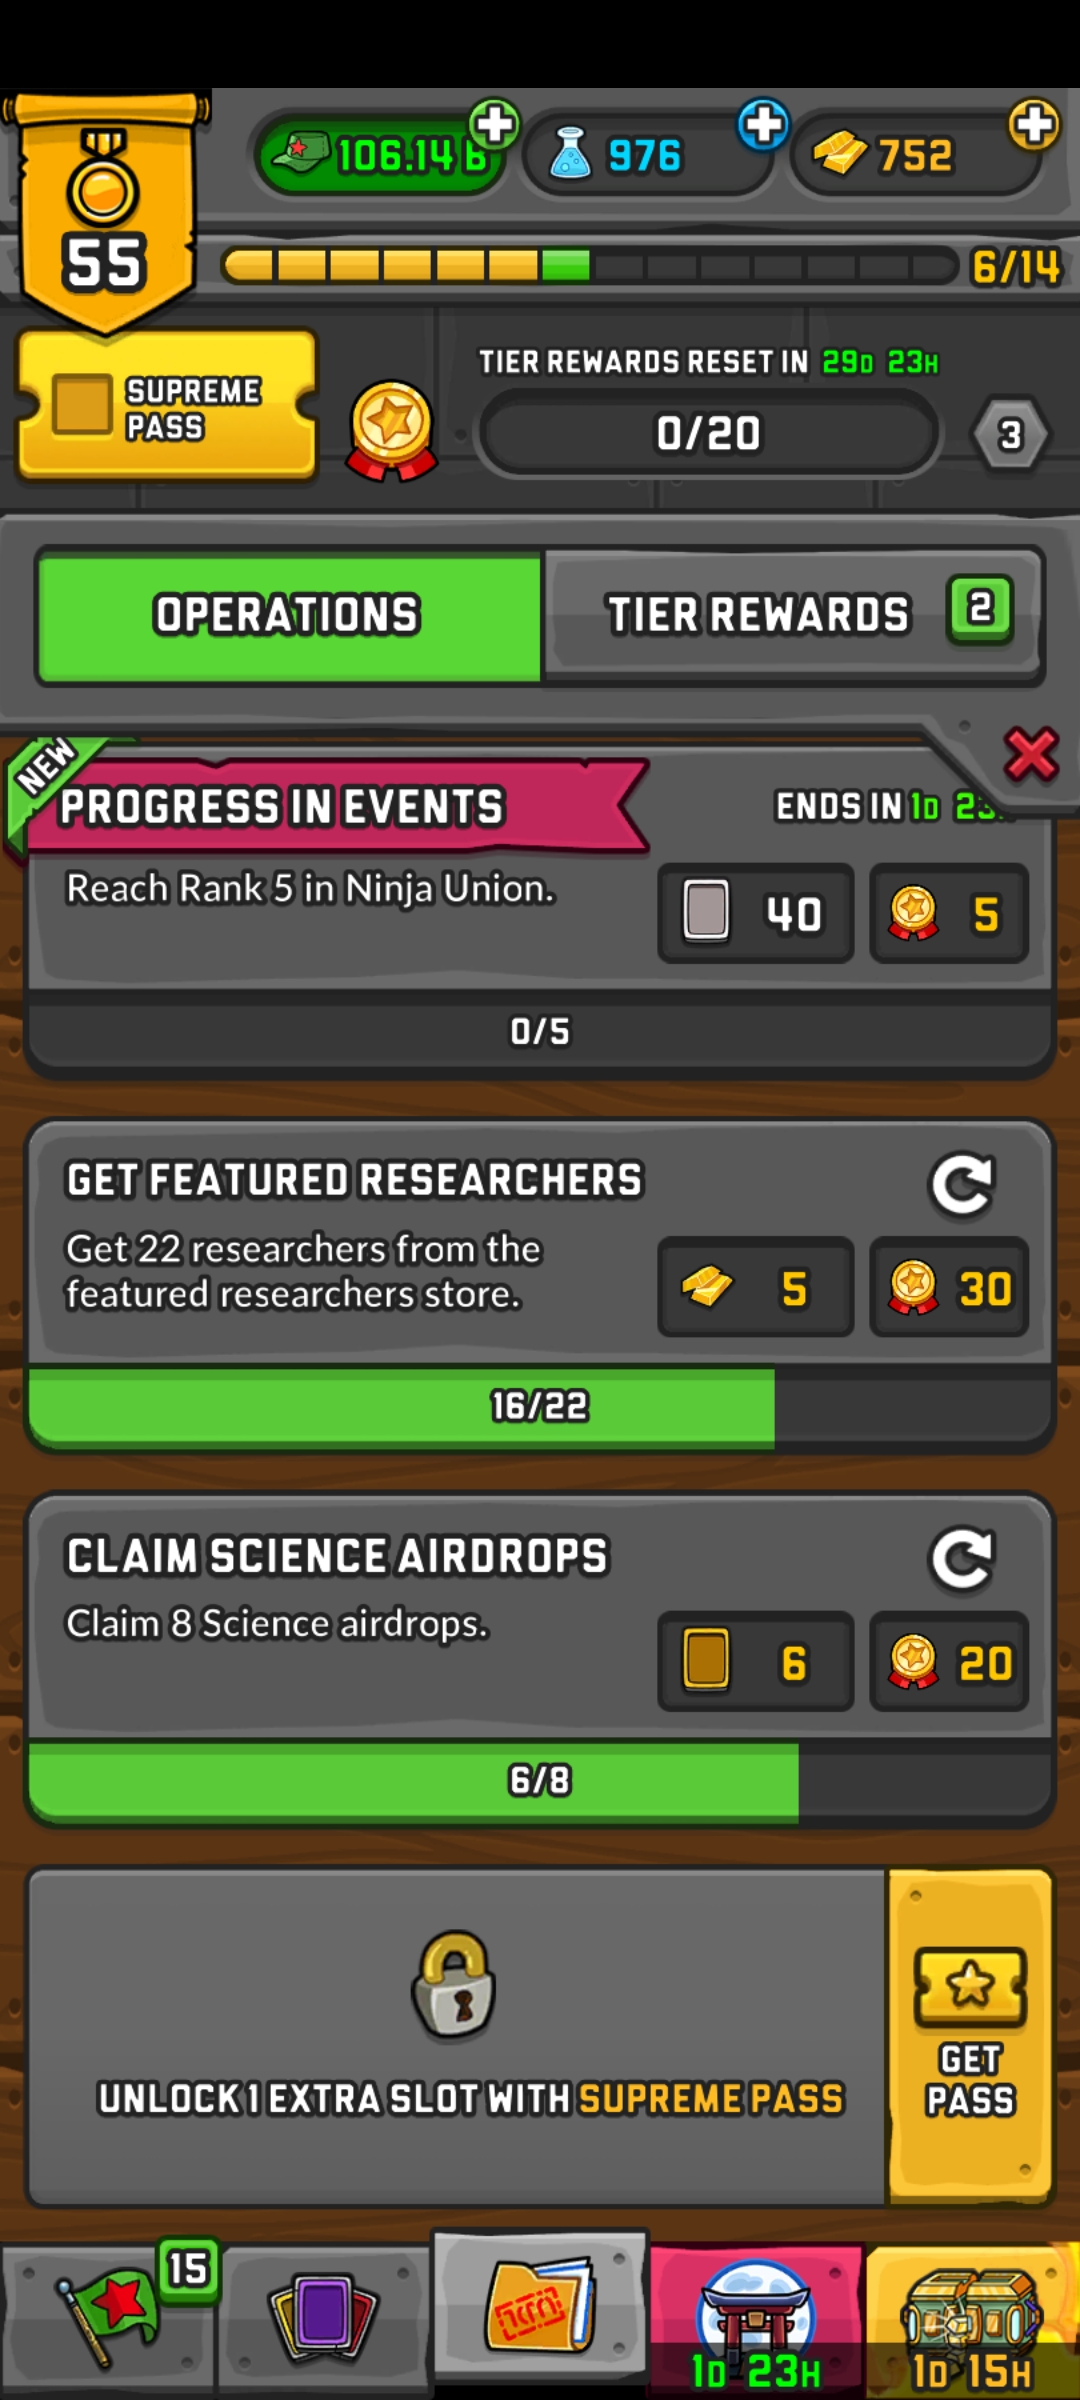 106.14 B
976
752
55
6/14
SUPREME
PASS
TIER REWARDS RESET IN 29D 23H
0/20
3
OPERATIONS
TIER REWARDS
2
NEW
PROGRESS IN EVENTS
ENDS IN 1D
Reach Rank 5 in Ninja Union.
40
5
0/5
GET FEATURED RESEARCHERS
Get 22 researchers from the
featured researchers store.
5
30
16/22
CLAIM SCIENCE AIRDROPS
Claim 8 Science airdrops.
6
20
6/8
UNLOCK 1 EXTRA SLOT WITH SUPREME PASS
GET
PASS
15
1D 23H
1D 15H